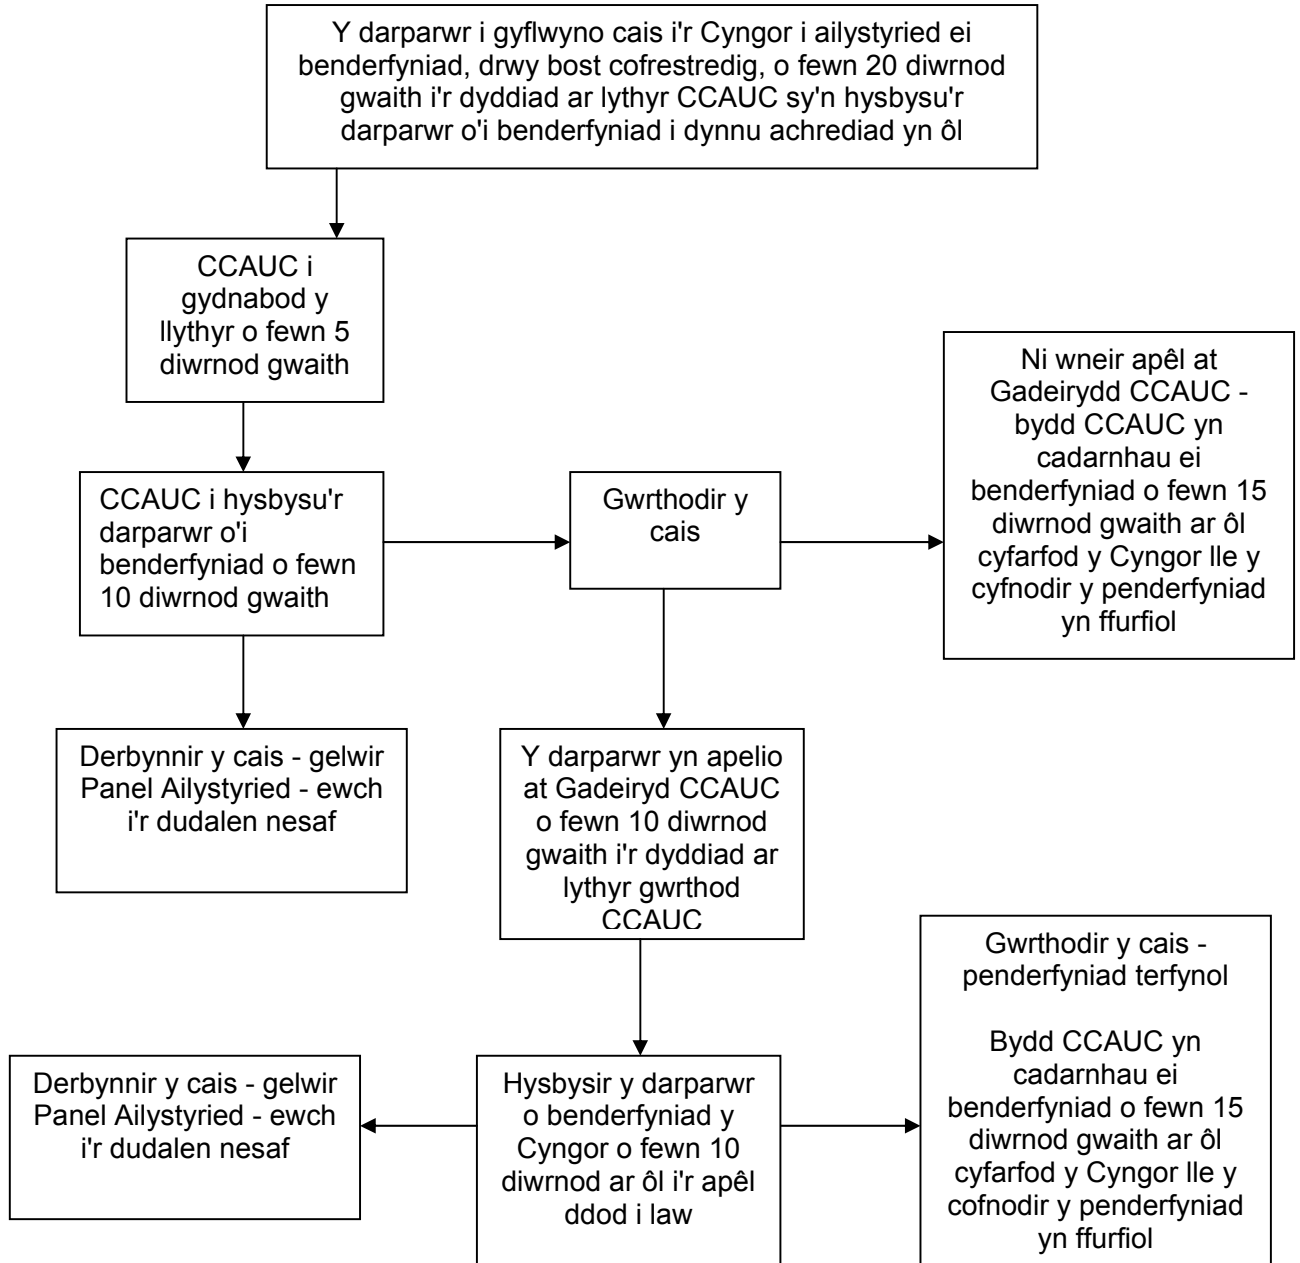 Y darparwr i gyflwyno cais i'r Cyngor i ailystyried ei
benderfyniad, drwy bost cofrestredig, o fewn 20 diwrnod
gwaith i'r dyddiad ar lythyr CCAUC sy'n hysbysu'r
darparwr o'i benderfyniad i dynnu achrediad yn ôl
CCAUC i
gydnabod y
llythyr o fewn 5
diwrnod gwaith
Ni wneir apêl at
Gadeirydd CCAUC -
bydd CCAUC yn
cadarnhau ei
benderfyniad o fewn 15
diwrnod gwaith ar ôl
cyfarfod y Cyngor lle y
cyfnodir y penderfyniad
yn ffurfiol
CCAUC i hysbysu'r
darparwr o'i
benderfyniad o fewn
10 diwrnod gwaith
Gwrthodir y
cais
Derbynnir y cais - gelwir
Panel Ailystyried - ewch
i'r dudalen nesaf
Y darparwr yn apelio
at Gadeiryd CCAUC
o fewn 10 diwrnod
gwaith i'r dyddiad ar
lythyr gwrthod
CCAUC
Gwrthodir y cais -
penderfyniad terfynol
Bydd CCAUC yn
cadarnhau ei
benderfyniad o fewn 15
diwrnod gwaith ar ôl
cyfarfod y Cyngor lle y
cofnodir y penderfyniad
yn ffurfiol
Derbynnir y cais - gelwir
Panel Ailystyried - ewch
i'r dudalen nesaf
Hysbysir y darparwr
o benderfyniad y
Cyngor o fewn 10
diwrnod ar ôl i'r apêl
ddod i law